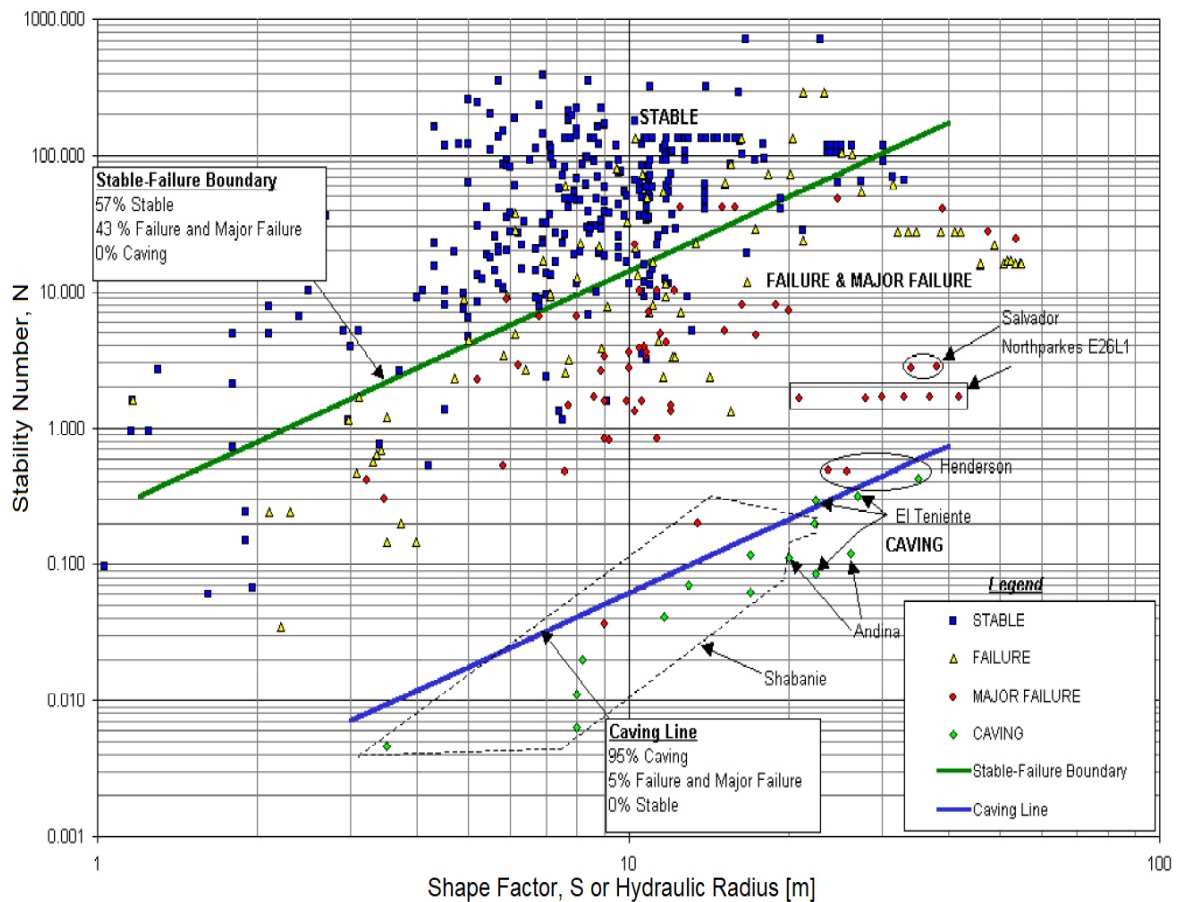 1000.000
100.000
10.000
1.000
0.100
0.010
0.001
Stability Number, N
STABLE
Stable-Failure Boundary
57% Stable
43 % Failure and Major Failure
0% Caving
FAILURE & MAJOR FAILURE
Salvador
Northparkes E26L1
Henderson
El Teniente
CAVING
Andina
Shabanie
Caving Line
95% Caving
5% Failure and Major Failure
0% Stable
Legend
STABLE
FAILURE
MAJOR FAILURE
CAVING
Stable-Failure Boundary
Caving Line
1
10
100
Shape Factor, S or Hydraulic Radius [m]